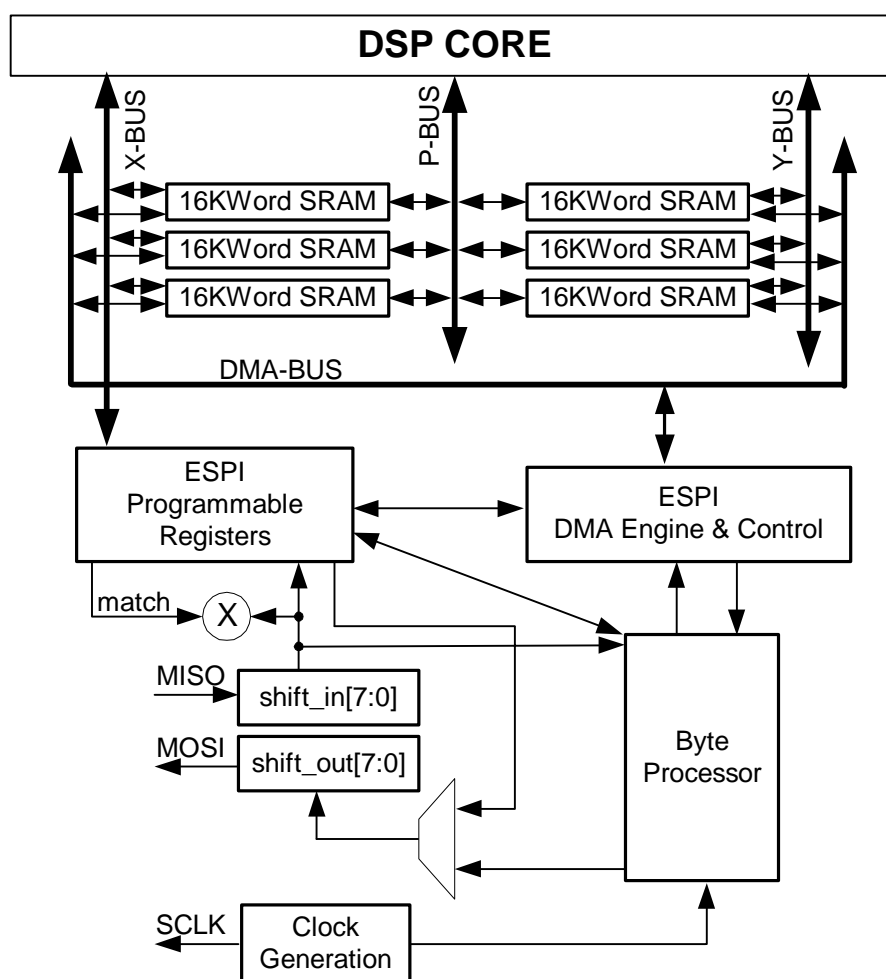 DSP CORE
X-BUS
P-BUS
Y-BUS
16KWord SRAM
16KWord SRAM
16KWord SRAM
16KWord SRAM
16KWord SRAM
16KWord SRAM
DMA-BUS
ESPI
Programmable
Registers
ESPI
DMA Engine & Control
match
X
MISO
shift_in[7:0]
MOSI
shift_out[7:0]
Byte
Processor
SCLK
Clock
Generation